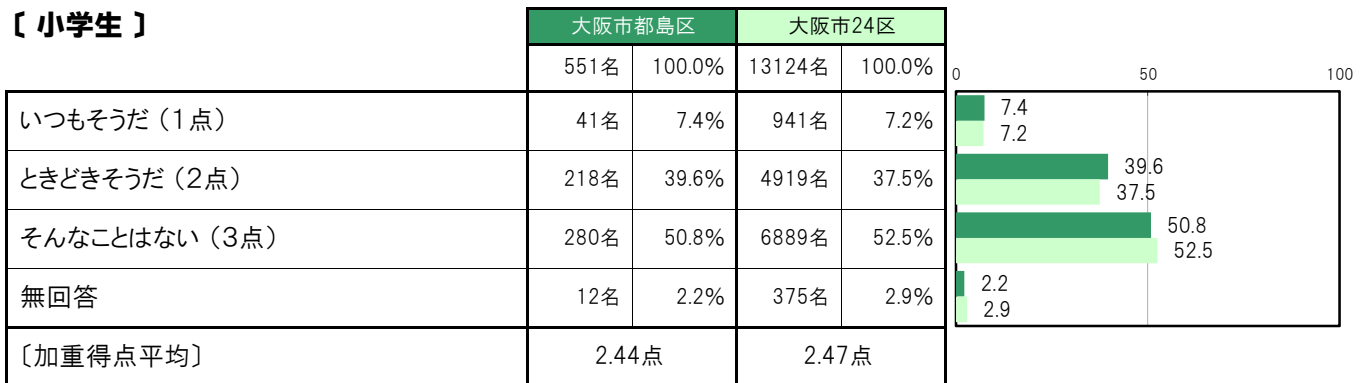 〔 小学生 〕
大阪市都島区 大阪市24区
551名 100.0% 13124名 100.0%
0 50 100
いつもそうだ（１点） 41名 7.4% 941名 7.2%
7.4
7.2
ときどきそうだ（２点） 218名 39.6% 4919名 37.5%
39.6
37.5
そんなことはない（３点） 280名 50.8% 6889名 52.5%
50.8
52.5
無回答 12名 2.2% 375名 2.9%
2.2
2.9
〔加重得点平均〕 2.44点 2.47点